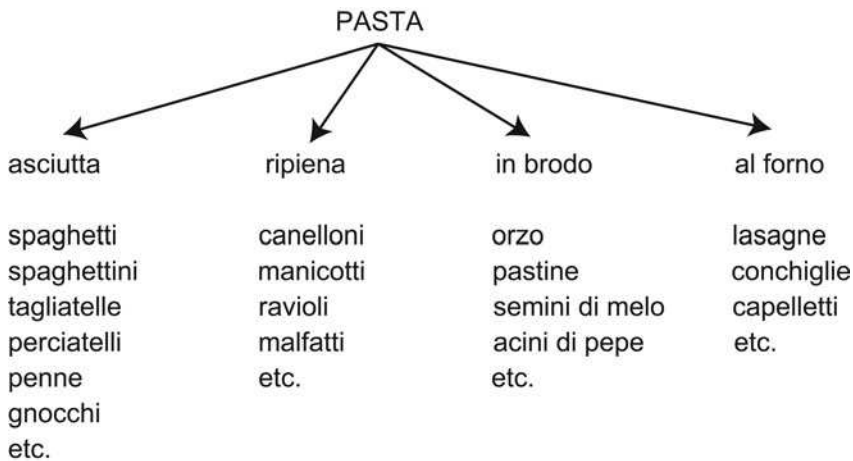 PASTA
asciutta ripiena in brodo al forno
spaghetti canelloni orzo lasagne
spaghettini manicotti pastine conchiglie
tagliatelle ravioli semini di melo capelletti
perciatelli malfatti acini di pepe etc.
penne etc. etc.
gnocchi
etc.